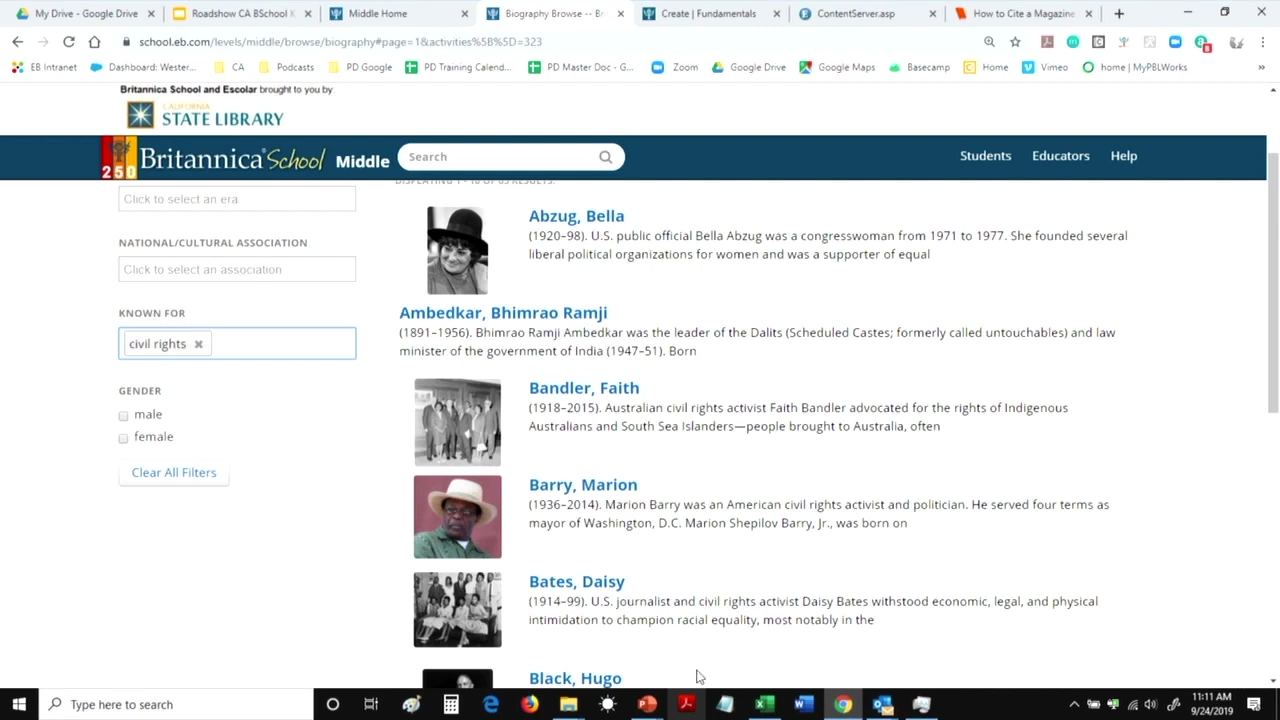 My Drive - Google Drive
Roadshow CA BSchool K
Middle Home
Biography Browse -- Br
Create | Fundamentals
ContentServer.asp
How to Cite a Magazine
school.eb.com/levels/middle/browse/biography#page=1&activities%5B%5D=323
EB Intranet
Dashboard: Wester...
CA
Podcasts
PD Google
PD Training Calend...
PD Master Doc - G...
Zoom
Google Drive
Google Maps
Basecamp
Home
Vimeo
home | MyPBLWorks
Britannica School and Escolar brought to you by
CALIFORNIA
STATE LIBRARY
250
Britannica School Middle
Search
Students
Educators
Help
Click to select an era
NATIONAL/CULTURAL ASSOCIATION
Click to select an association
KNOWN FOR
civil rights
GENDER
male
female
Clear All Filters
Abzug, Bella
(1920–98). U.S. public official Bella Abzug was a congresswoman from 1971 to 1977. She founded several
liberal political organizations for women and was a supporter of equal
Ambedkar, Bhimrao Ramji
(1891–1956). Bhimrao Ramji Ambedkar was the leader of the Dalits (Scheduled Castes; formerly called untouchables) and law
minister of the government of India (1947–51). Born
Bandler, Faith
(1918–2015). Australian civil rights activist Faith Bandler advocated for the rights of Indigenous
Australians and South Sea Islanders—people brought to Australia, often
Barry, Marion
(1936–2014). Marion Barry was an American civil rights activist and politician. He served four terms as
mayor of Washington, D.C. Marion Shepilov Barry, Jr., was born on
Bates, Daisy
(1914–99). U.S. journalist and civil rights activist Daisy Bates withstood economic, legal, and physical
intimidation to champion racial equality, most notably in the
Black, Hugo
Type here to search
11:11 AM
9/24/2019